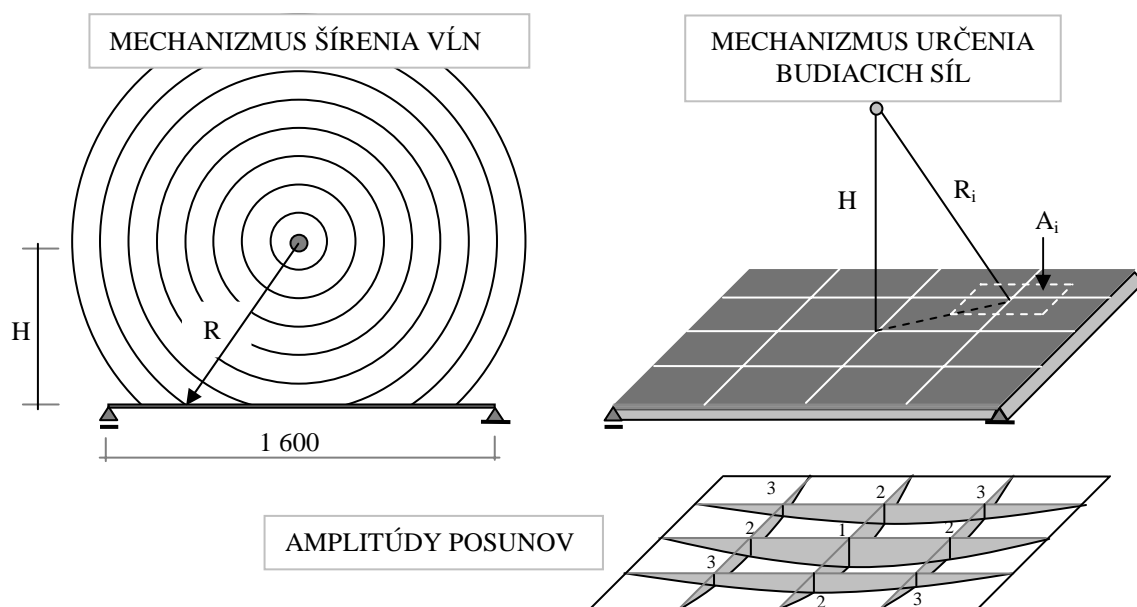 MECHANIZMUS ŠÍRENIA VĹN
MECHANIZMUS URČENIA
BUDIACICH SÍL
H
R
1 600
H
Rᵢ
Aᵢ
AMPLITÚDY POSUNOV
3
2
3
2
1
2
3
2
3